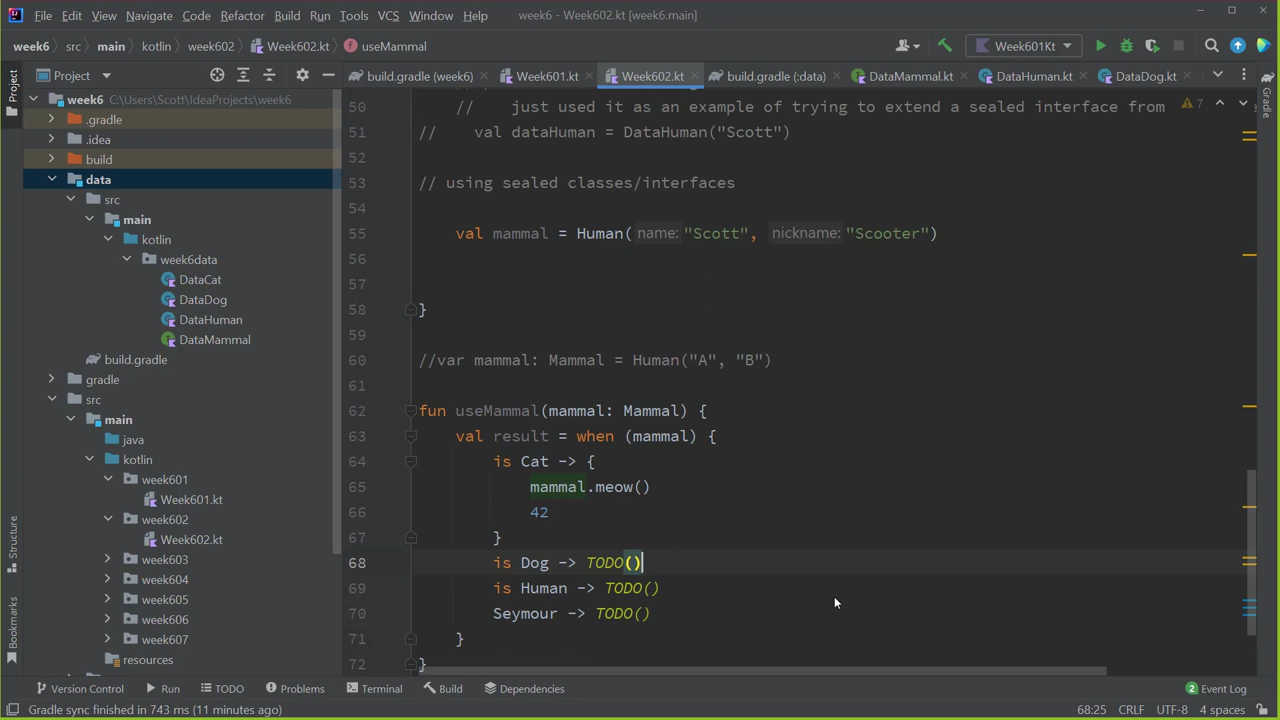 File Edit View Navigate Code Refactor Build Run Tools VCS Window Help week6 - Week602.kt [week6.main]
week6 src main kotlin week602 Week602.kt useMammal Week601Kt
Project build.gradle (week6) Week601.kt Week602.kt build.gradle (:data) DataMammal.kt DataHuman.kt DataDog.kt
Project
Structure
Bookmarks
Gradle
week6 C:\Users\Scott\IdeaProjects\week6
.gradle
.idea
build
data
src
main
kotlin
week6data
DataCat
DataDog
DataHuman
DataMammal
build.gradle
gradle
src
main
java
kotlin
week601
Week601.kt
week602
Week602.kt
week603
week604
week605
week606
week607
resources
7
50 // just used it as an example of trying to extend a sealed interface from
51 // val dataHuman = DataHuman("Scott")
52
53 // using sealed classes/interfaces
54
55 val mammal = Human( name: "Scott", nickname: "Scooter")
56
57
58 }
59
60 //var mammal: Mammal = Human("A", "B")
61
62 fun useMammal(mammal: Mammal) {
63 val result = when (mammal) {
64 is Cat -> {
65 mammal.meow()
66 42
67 }
68 is Dog -> TODO()
69 is Human -> TODO()
70 Seymour -> TODO()
71 }
72 }
Version Control Run TODO Problems Terminal Build Dependencies 2 Event Log
Gradle sync finished in 743 ms (11 minutes ago) 68:25 CRLF UTF-8 4 spaces